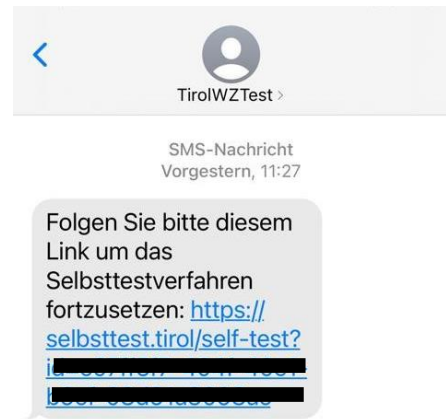 TirolWZTest
SMS-Nachricht
Vorgestern, 11:27
Folgen Sie bitte diesem
Link um das
Selbsttestverfahren
fortzusetzen: https://
selbsttest.tirol/self-test?